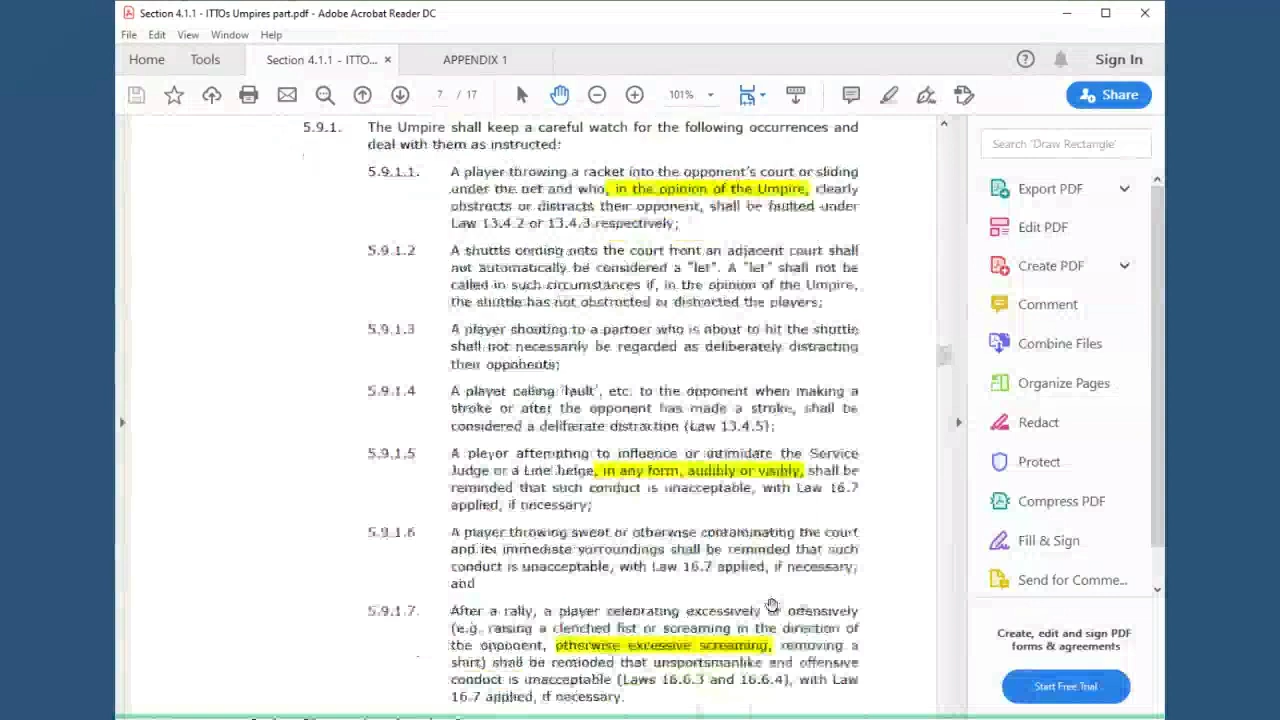 Section 4.1.1 - ITTOs Umpires part.pdf - Adobe Acrobat Reader DC
File Edit View Window Help
Home Tools Section 4.1.1 - ITTO... × APPENDIX 1 Sign In
7 / 17 101% Share
5.9.1. The Umpire shall keep a careful watch for the following occurrences and
deal with them as instructed:
5.9.1.1. A player throwing a racket into the opponent's court or sliding
under the net and who, in the opinion of the Umpire, clearly
obstructs or distracts their opponent, shall be faulted under
Law 13.4.2 or 13.4.3 respectively;
5.9.1.2 A shuttle coming onto the court from an adjacent court shall
not automatically be considered a "let". A "let" shall not be
called in such circumstances if, in the opinion of the Umpire,
the shuttle has not obstructed or distracted the players;
5.9.1.3 A player shouting to a partner who is about to hit the shuttle
shall not necessarily be regarded as deliberately distracting
their opponents;
5.9.1.4 A player calling 'fault', etc. to the opponent when making a
stroke or after the opponent has made a stroke, shall be
considered a deliberate distraction (Law 13.4.5);
5.9.1.5 A player attempting to influence or intimidate the Service
Judge or a Line Judge, in any form, audibly or visibly, shall be
reminded that such conduct is unacceptable, with Law 16.7
applied, if necessary;
5.9.1.6 A player throwing sweat or otherwise contaminating the court
and its immediate surroundings shall be reminded that such
conduct is unacceptable, with Law 16.7 applied, if necessary;
and
5.9.1.7. After a rally, a player celebrating excessively or offensively
(e.g. raising a clenched fist or screaming in the direction of
the opponent, otherwise excessive screaming, removing a
shirt) shall be reminded that unsportsmanlike and offensive
conduct is unacceptable (Laws 16.6.3 and 16.6.4), with Law
16.7 applied, if necessary.
Search 'Draw Rectangle'
Export PDF
Edit PDF
Create PDF
Comment
Combine Files
Organize Pages
Redact
Protect
Compress PDF
Fill & Sign
Send for Comme...
Create, edit and sign PDF
forms & agreements
Start Free Trial